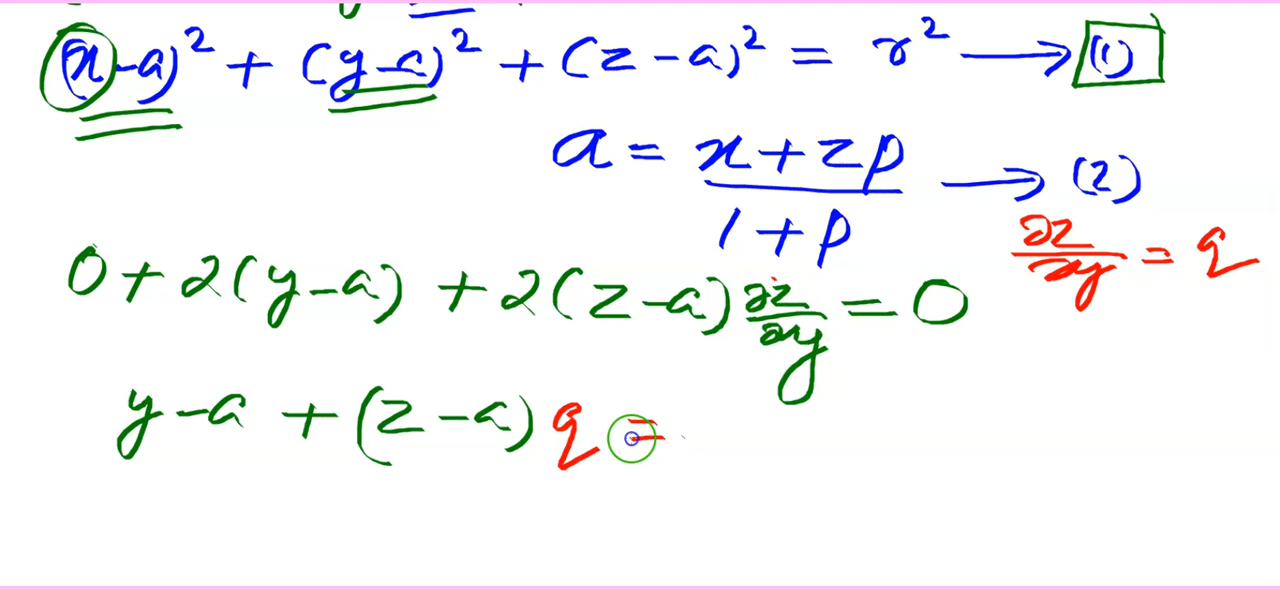 (x-a)² + (y-a)² + (z-a)² = r² → (1)
a = (x+zp)/(1+p) → (2)
∂z/∂y = q
0 + 2(y-a) + 2(z-a) ∂z/∂y = 0
y-a + (z-a) q =